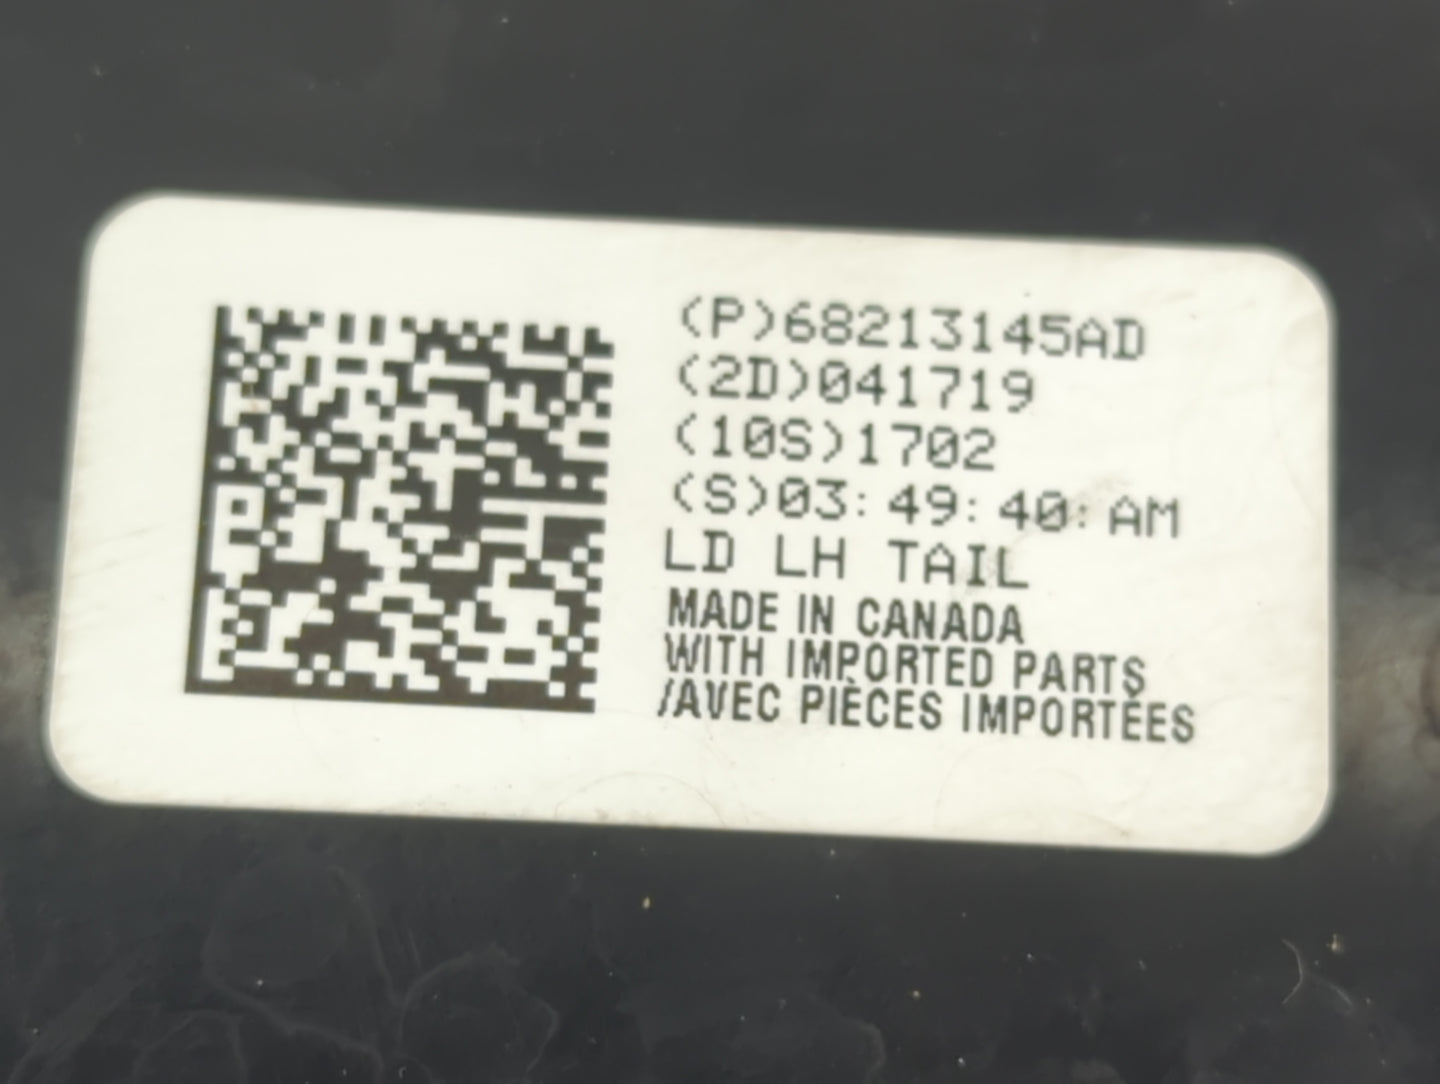 (P)68213145AD
(2D)041719
(10S)1702
(S)03:49:40:AM
LD LH TAIL
MADE IN CANADA
WITH IMPORTED PARTS
/AVEC PIÈCES IMPORTÉES